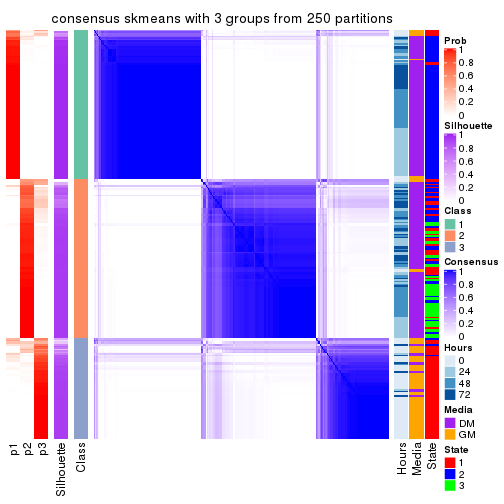 consensus skmeans with 3 groups from 250 partitions
Prob
1
0.8
0.6
0.4
0.2
0
Silhouette
1
0.8
0.6
0.4
0.2
0
Class
1
2
3
Consensus
1
0.8
0.6
0.4
0.2
0
Hours
0
24
48
72
Media
DM
GM
State
1
2
3
p1
p2
p3
Silhouette
Class
Hours
Media
State